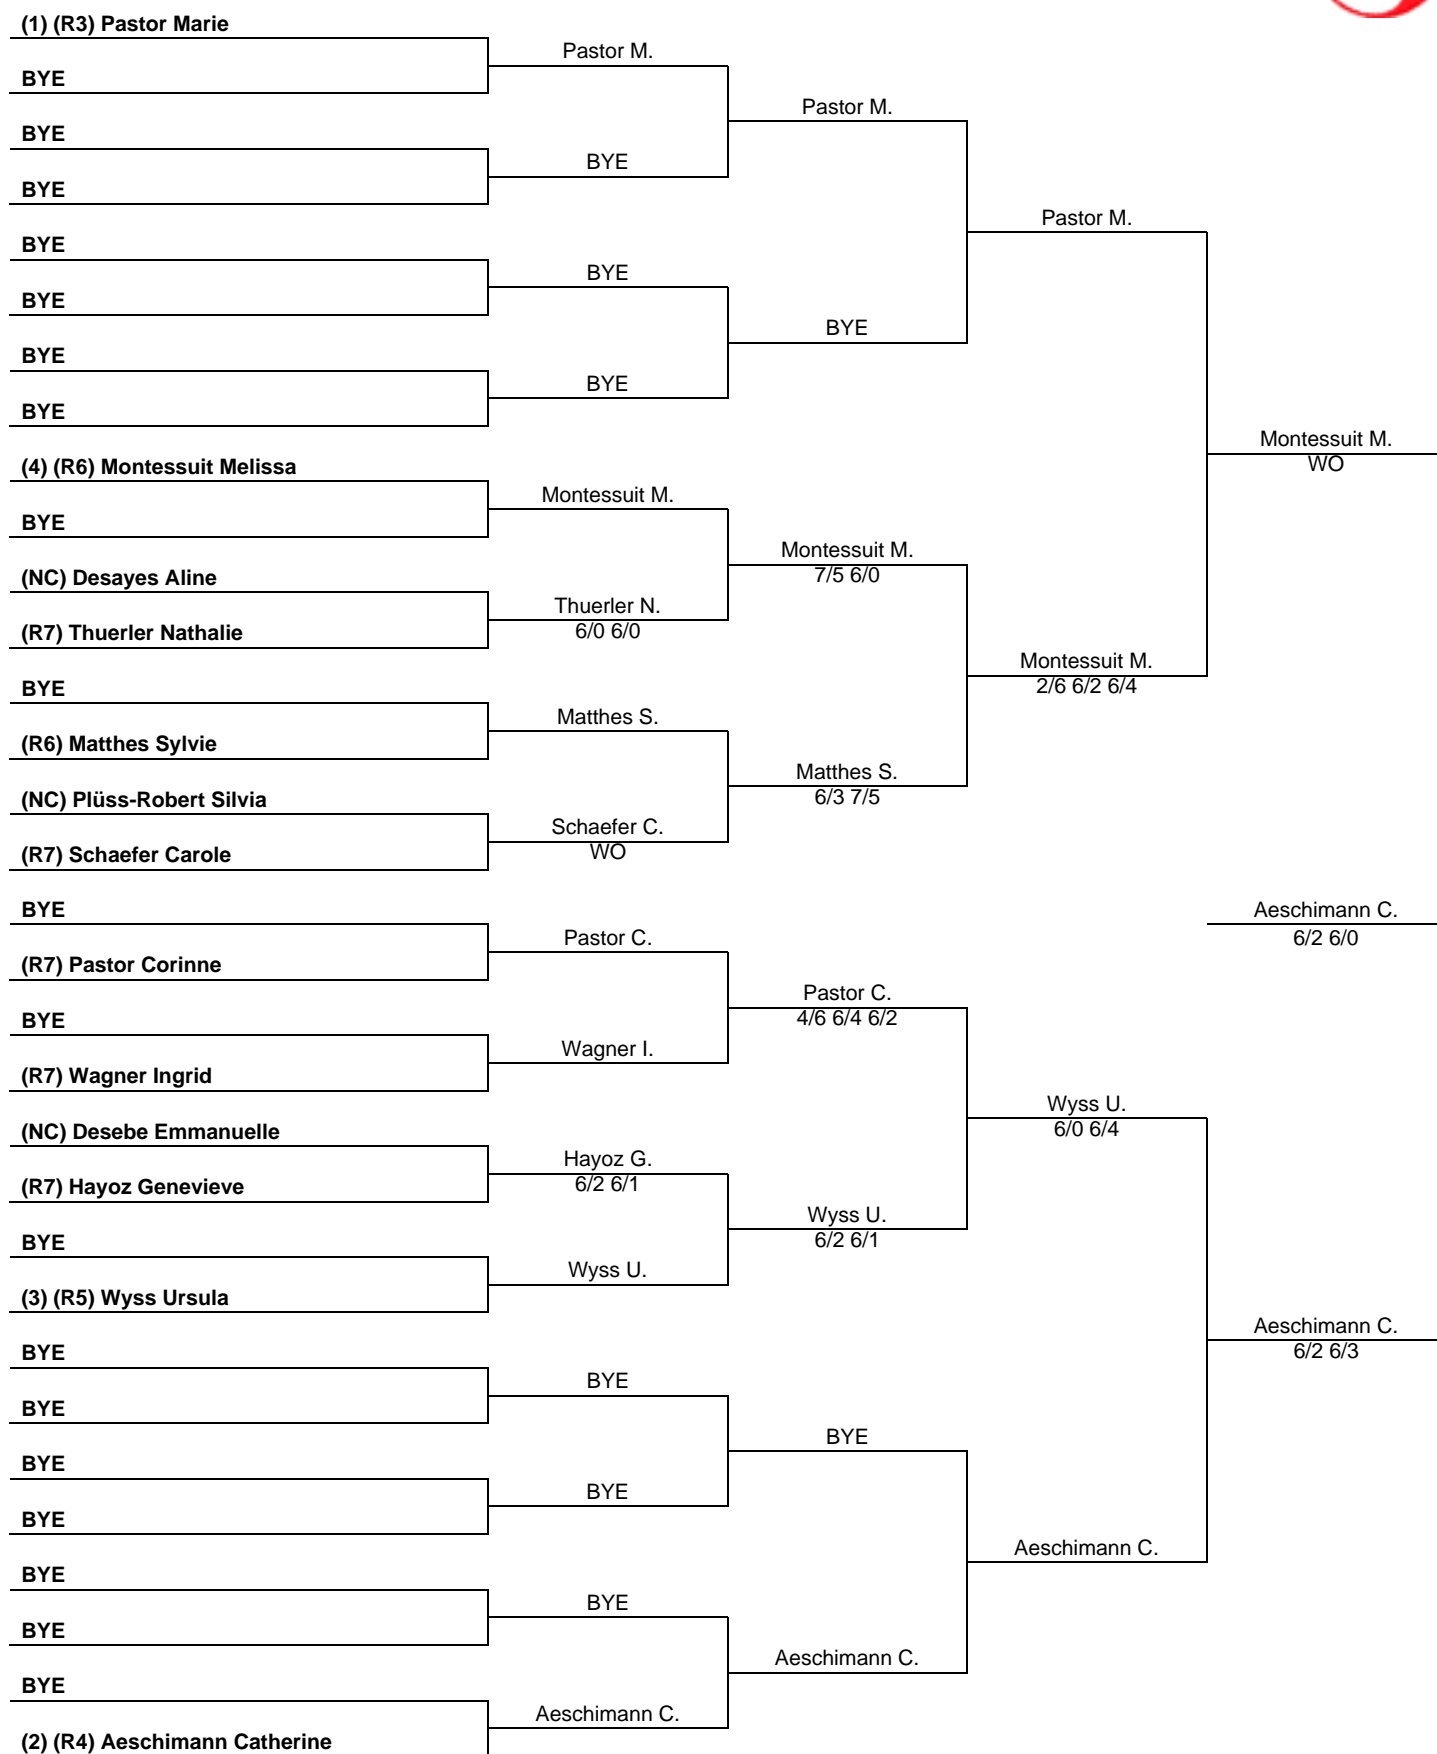 (1) (R3) Pastor Marie
BYE
BYE
BYE
BYE
BYE
BYE
BYE
(4) (R6) Montessuit Melissa
BYE
(NC) Desayes Aline
(R7) Thuerler Nathalie
BYE
(R6) Matthes Sylvie
(NC) Plüss-Robert Silvia
(R7) Schaefer Carole
BYE
(R7) Pastor Corinne
BYE
(R7) Wagner Ingrid
(NC) Desebe Emmanuelle
(R7) Hayoz Genevieve
BYE
(3) (R5) Wyss Ursula
BYE
BYE
BYE
BYE
BYE
BYE
BYE
(2) (R4) Aeschimann Catherine
Pastor M.
BYE
BYE
BYE
Montessuit M.
Thuerler N.
6/0 6/0
Matthes S.
Schaefer C.
WO
Pastor C.
Wagner I.
Hayoz G.
6/2 6/1
Wyss U.
BYE
BYE
BYE
Aeschimann C.
Pastor M.
BYE
Montessuit M.
7/5 6/0
Matthes S.
6/3 7/5
Pastor C.
4/6 6/4 6/2
Wyss U.
6/2 6/1
BYE
Aeschimann C.
Pastor M.
Montessuit M.
2/6 6/2 6/4
Wyss U.
6/0 6/4
Aeschimann C.
Montessuit M.
WO
Aeschimann C.
6/2 6/0
Aeschimann C.
6/2 6/3